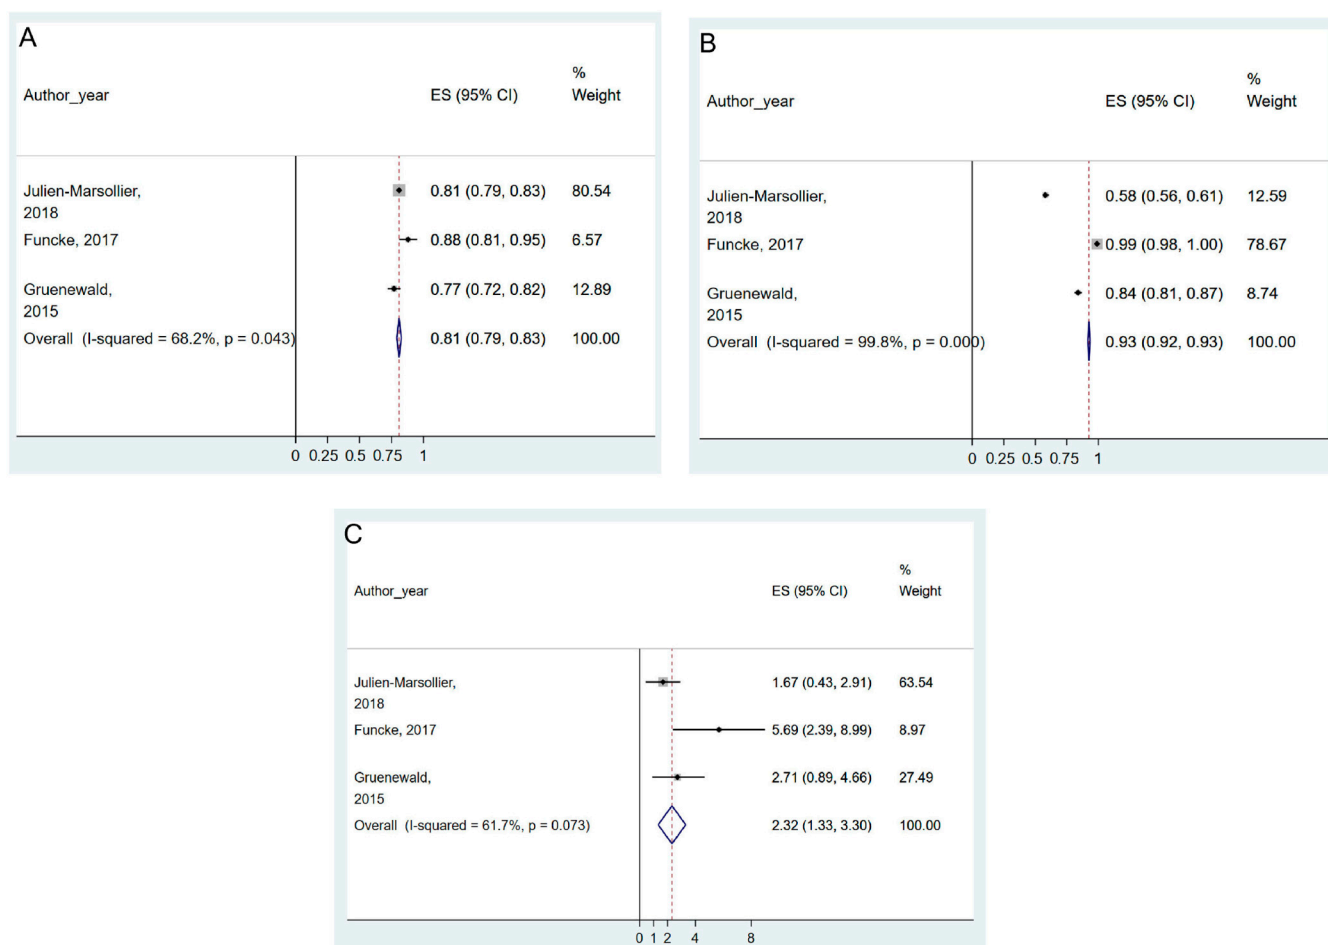 A
%
Author_year ES (95% CI) Weight
Julien-Marsollier, 0.81 (0.79, 0.83) 80.54
2018
Funcke, 2017 0.88 (0.81, 0.95) 6.57
Gruenewald, 0.77 (0.72, 0.82) 12.89
2015
Overall (I-squared = 68.2%, p = 0.043) 0.81 (0.79, 0.83) 100.00
0 0.25 0.5 0.75 1
B
%
Author_year ES (95% CI) Weight
Julien-Marsollier, 0.58 (0.56, 0.61) 12.59
2018
Funcke, 2017 0.99 (0.98, 1.00) 78.67
Gruenewald, 0.84 (0.81, 0.87) 8.74
2015
Overall (I-squared = 99.8%, p = 0.000) 0.93 (0.92, 0.93) 100.00
0 0.25 0.5 0.75 1
C
%
Author_year ES (95% CI) Weight
Julien-Marsollier, 1.67 (0.43, 2.91) 63.54
2018
Funcke, 2017 5.69 (2.39, 8.99) 8.97
Gruenewald, 2.71 (0.89, 4.66) 27.49
2015
Overall (I-squared = 61.7%, p = 0.073) 2.32 (1.33, 3.30) 100.00
0 1 2 4 8